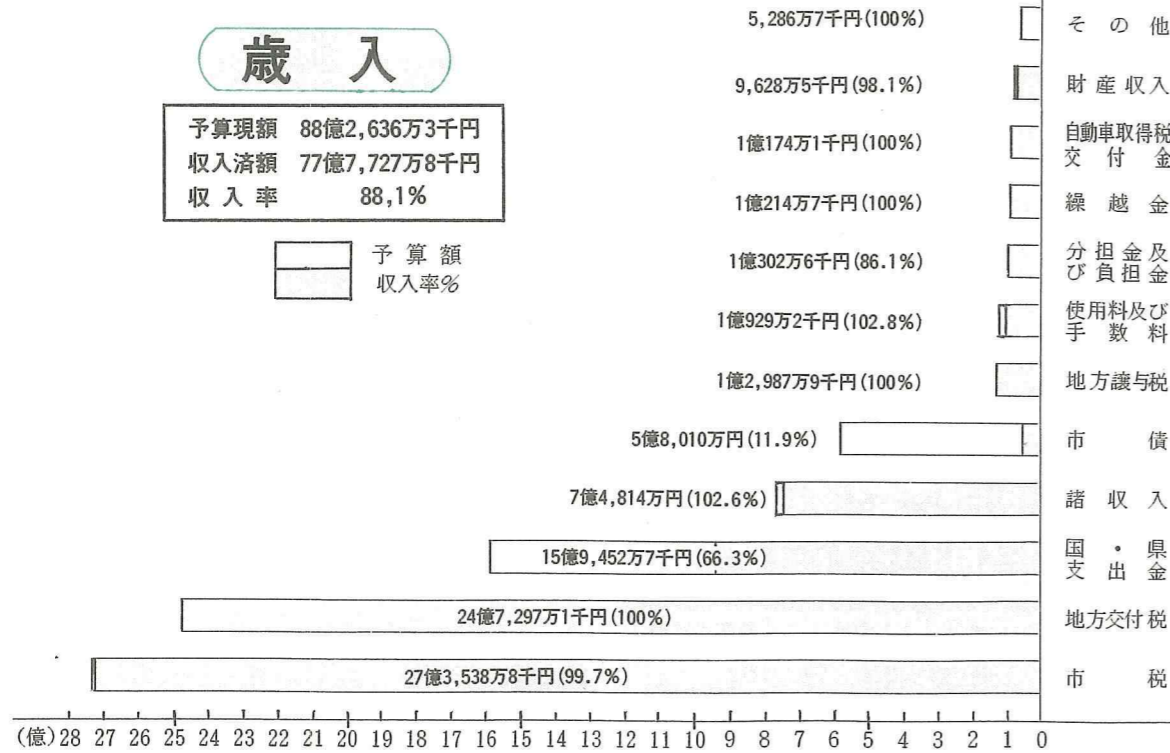 歳入
予算現額 88億2,636万3千円
収入済額 77億7,727万8千円
収入率 88,1%
予算額
収入率%
5,286万7千円(100%) その他
9,628万5千円(98.1%) 財産収入
1億174万1千円(100%) 自動車取得税
交付金
1億214万7千円(100%) 繰越金
1億302万6千円(86.1%) 分担金及
び負担金
1億929万2千円(102.8%) 使用料及び
手数料
1億2,987万9千円(100%) 地方譲与税
5億8,010万円(11.9%) 市債
7億4,814万円(102.6%) 諸収入
15億9,452万7千円(66.3%) 国・県
支出金
24億7,297万1千円(100%) 地方交付税
27億3,538万8千円(99.7%) 市税
(億)28 27 26 25 24 23 22 21 20 19 18 17 16 15 14 13 12 11 10 9 8 7 6 5 4 3 2 1 0